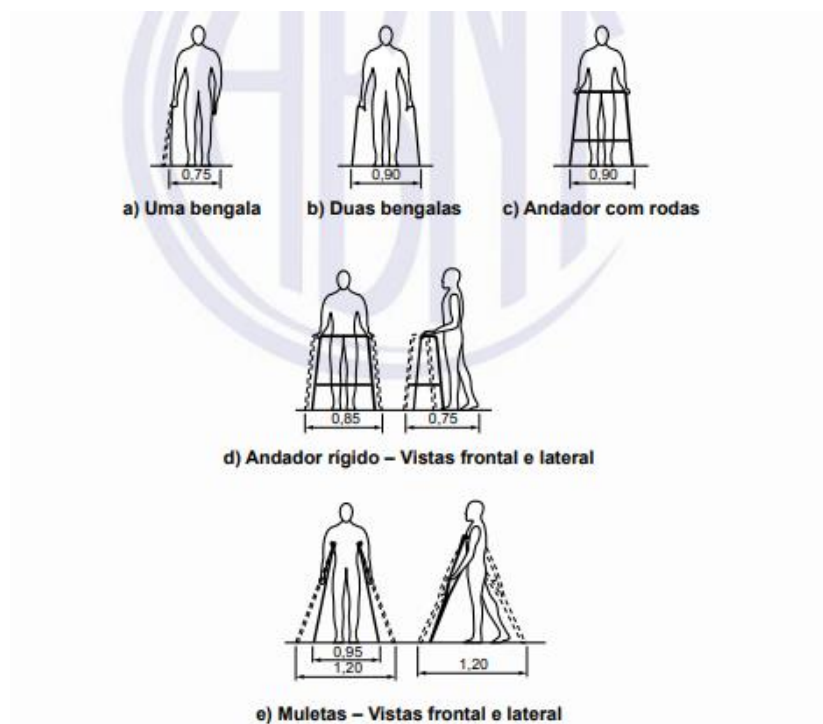 0,75 0,90 0,90
a) Uma bengala b) Duas bengalas c) Andador com rodas
0,85 0,75
d) Andador rígido – Vistas frontal e lateral
0,95
1,20 1,20
e) Muletas – Vistas frontal e lateral
ABNT